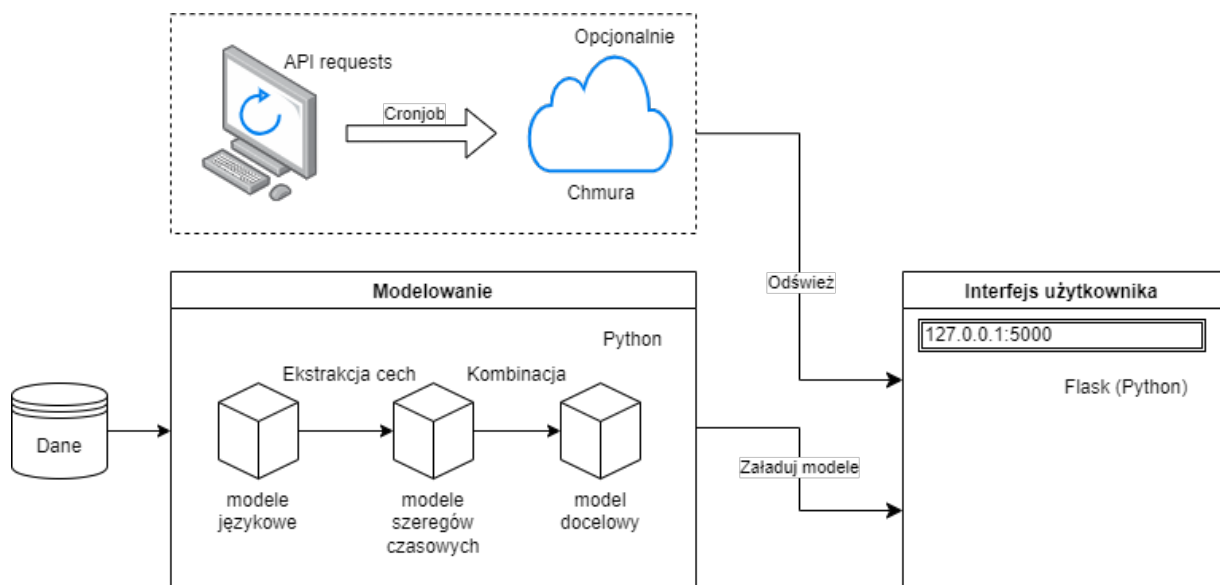 Opcjonalnie
API requests
Cronjob
Chmura
Odśwież
Modelowanie
Python
Ekstrakcja cech
Kombinacja
Dane
modele
językowe
modele
szeregów
czasowych
model
docelowy
Załaduj modele
Interfejs użytkownika
127.0.0.1:5000
Flask (Python)